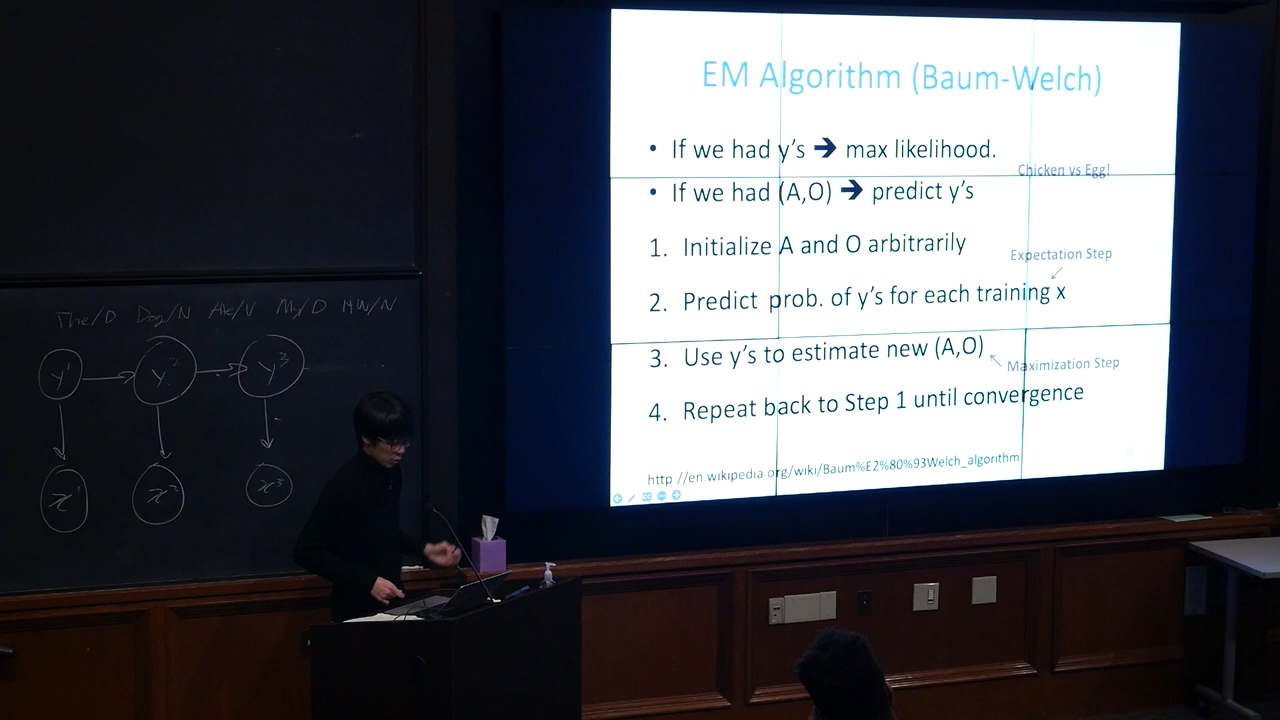 EM Algorithm (Baum-Welch)
• If we had y's ➔ max likelihood.
Chicken vs Egg!
• If we had (A,O) ➔ predict y's
1. Initialize A and O arbitrarily
Expectation Step
2. Predict prob. of y's for each training x
3. Use y's to estimate new (A,O)
Maximization Step
4. Repeat back to Step 1 until convergence
http://en.wikipedia.org/wiki/Baum%E2%80%93Welch_algorithm
The/D Dog/N My/D HW/N
y¹ y² y³
x¹ x² x³